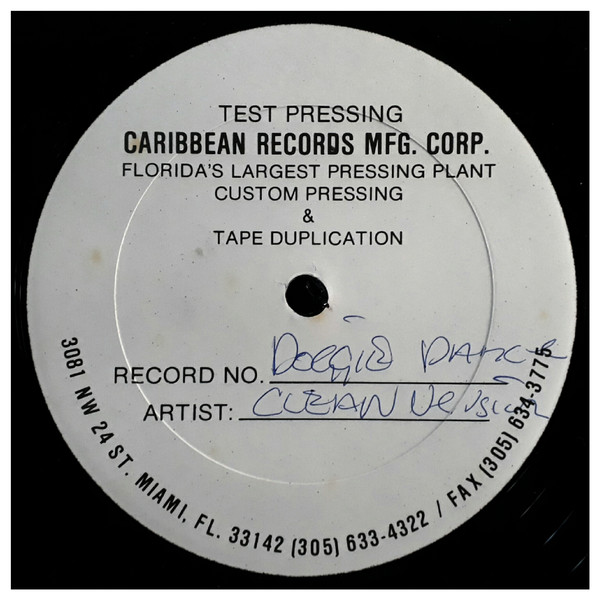 TEST PRESSING
CARIBBEAN RECORDS MFG. CORP.
FLORIDA'S LARGEST PRESSING PLANT
CUSTOM PRESSING
&
TAPE DUPLICATION
RECORD NO. Doggie Dance
ARTIST: CLEAN Version
3081 NW 24 ST. MIAMI, FL. 33142 (305) 633-4322 / FAX (305) 634-3775